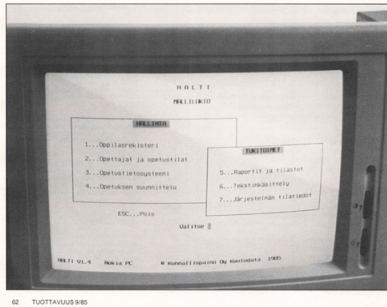 HALTI
MALLILUKIO
HALLINTA
1...Oppilasrekisteri
2...Opettajat ja opetustilat
3...Opetustietosysteemi
4...Opetuksen suunnittelu
TUKITOIMET
5...Raportit ja tilastot
6...Tekstinkäsittely
7...Järjestelmän tilatiedot
ESC...Pois
Valitse
HALTI V1.4 Nokia PC © Kunnallispaino Oy Kouludata 1985
62 TUOTTAVUUS 9/85